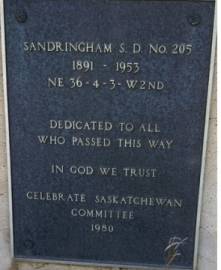 SANDRINGHAM S. D. No. 205
1891 - 1953
NE 36-4-3-W2ND
DEDICATED TO ALL
WHO PASSED THIS WAY
IN GOD WE TRUST
CELEBRATE SASKATCHEWAN
COMMITTEE
1980